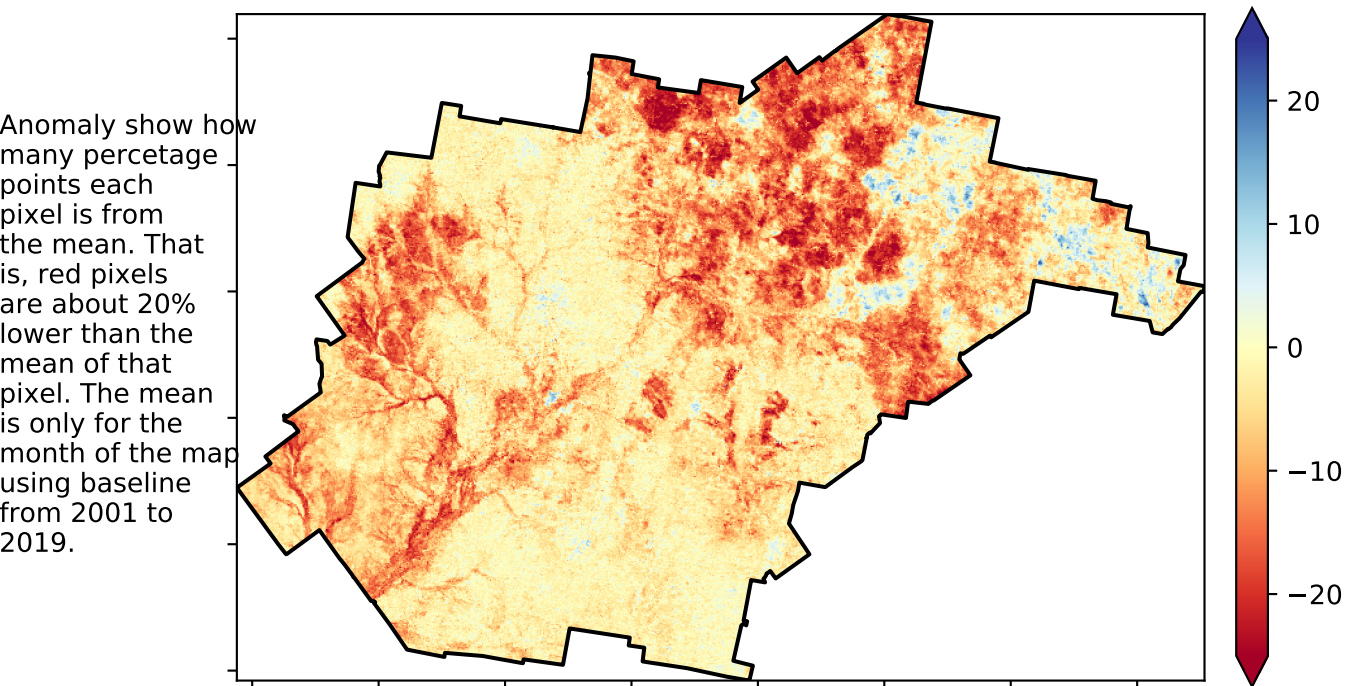 Anomaly show how
many percetage
points each
pixel is from
the mean. That
is, red pixels
are about 20%
lower than the
mean of that
pixel. The mean
is only for the
month of the map
using baseline
from 2001 to
2019.
20
10
0
−10
−20